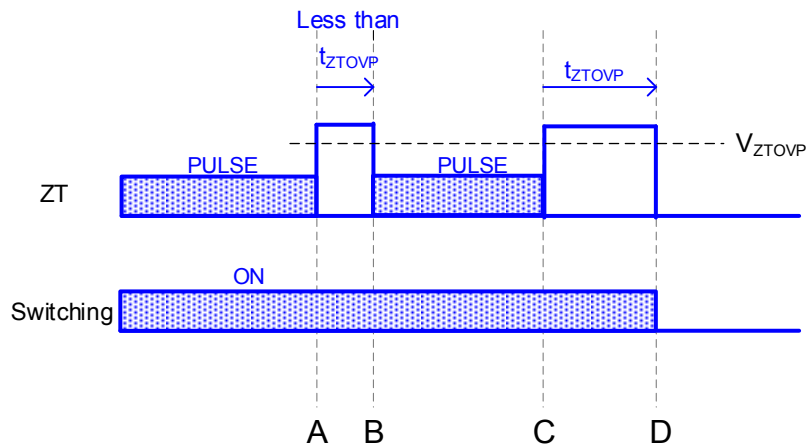 Less than
tZTOVP
tZTOVP
VZTOVP
PULSE
PULSE
ZT
ON
Switching
A B C D